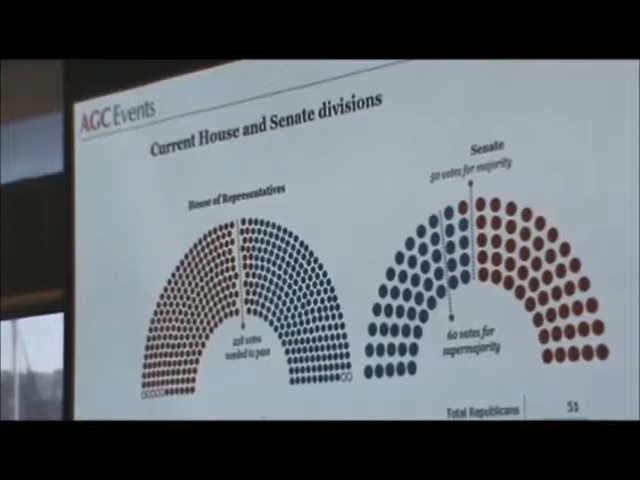 AGC Events
Current House and Senate divisions
Senate
50 votes for majority
House of Representatives
218 votes
needed to pass
60 votes for
supermajority
Total Republicans 51